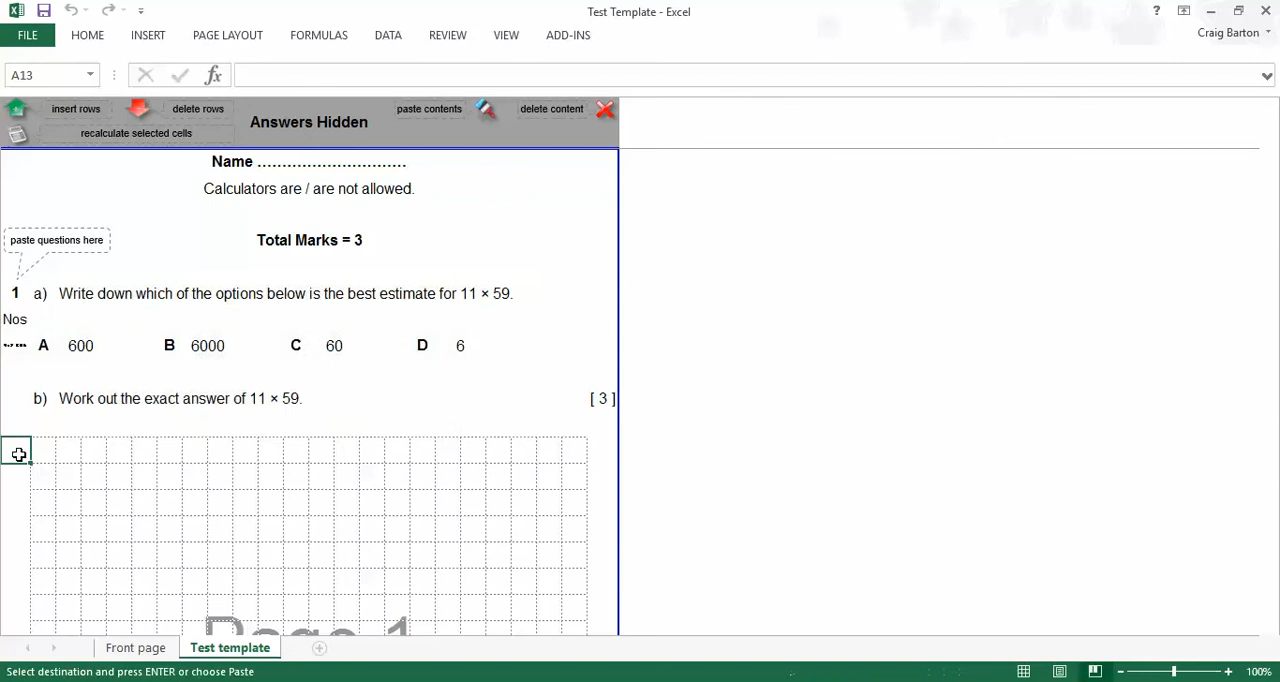 Test Template - Excel
FILE HOME INSERT PAGE LAYOUT FORMULAS DATA REVIEW VIEW ADD-INS Craig Barton
A13 fx
insert rows delete rows Answers Hidden paste contents delete content
recalculate selected cells
Name ............................
Calculators are / are not allowed.
paste questions here Total Marks = 3
1 a) Write down which of the options below is the best estimate for 11 × 59.
Nos
A 600 B 6000 C 60 D 6
b) Work out the exact answer of 11 × 59. [ 3 ]
Page 1
Front page Test template
Select destination and press ENTER or choose Paste 100%